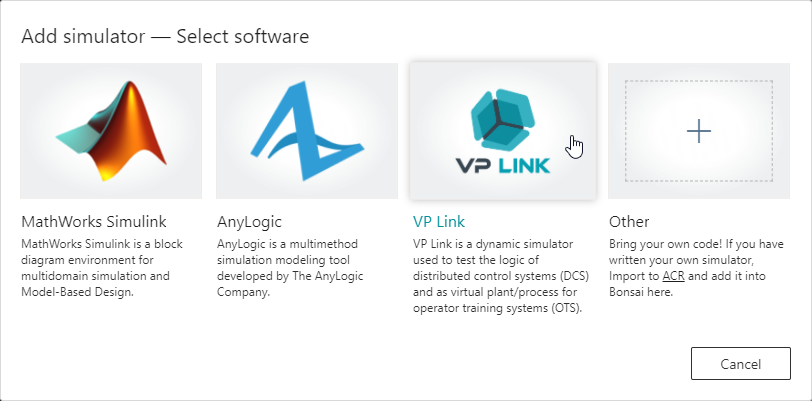 Add simulator — Select software
VP LINK
MathWorks Simulink
MathWorks Simulink is a block
diagram environment for
multidomain simulation and
Model-Based Design.
AnyLogic
AnyLogic is a multimethod
simulation modeling tool
developed by The AnyLogic
Company.
VP Link
VP Link is a dynamic simulator
used to test the logic of
distributed control systems (DCS)
and as virtual plant/process for
operator training systems (OTS).
Other
Bring your own code! If you have
written your own simulator,
Import to ACR and add it into
Bonsai here.
Cancel